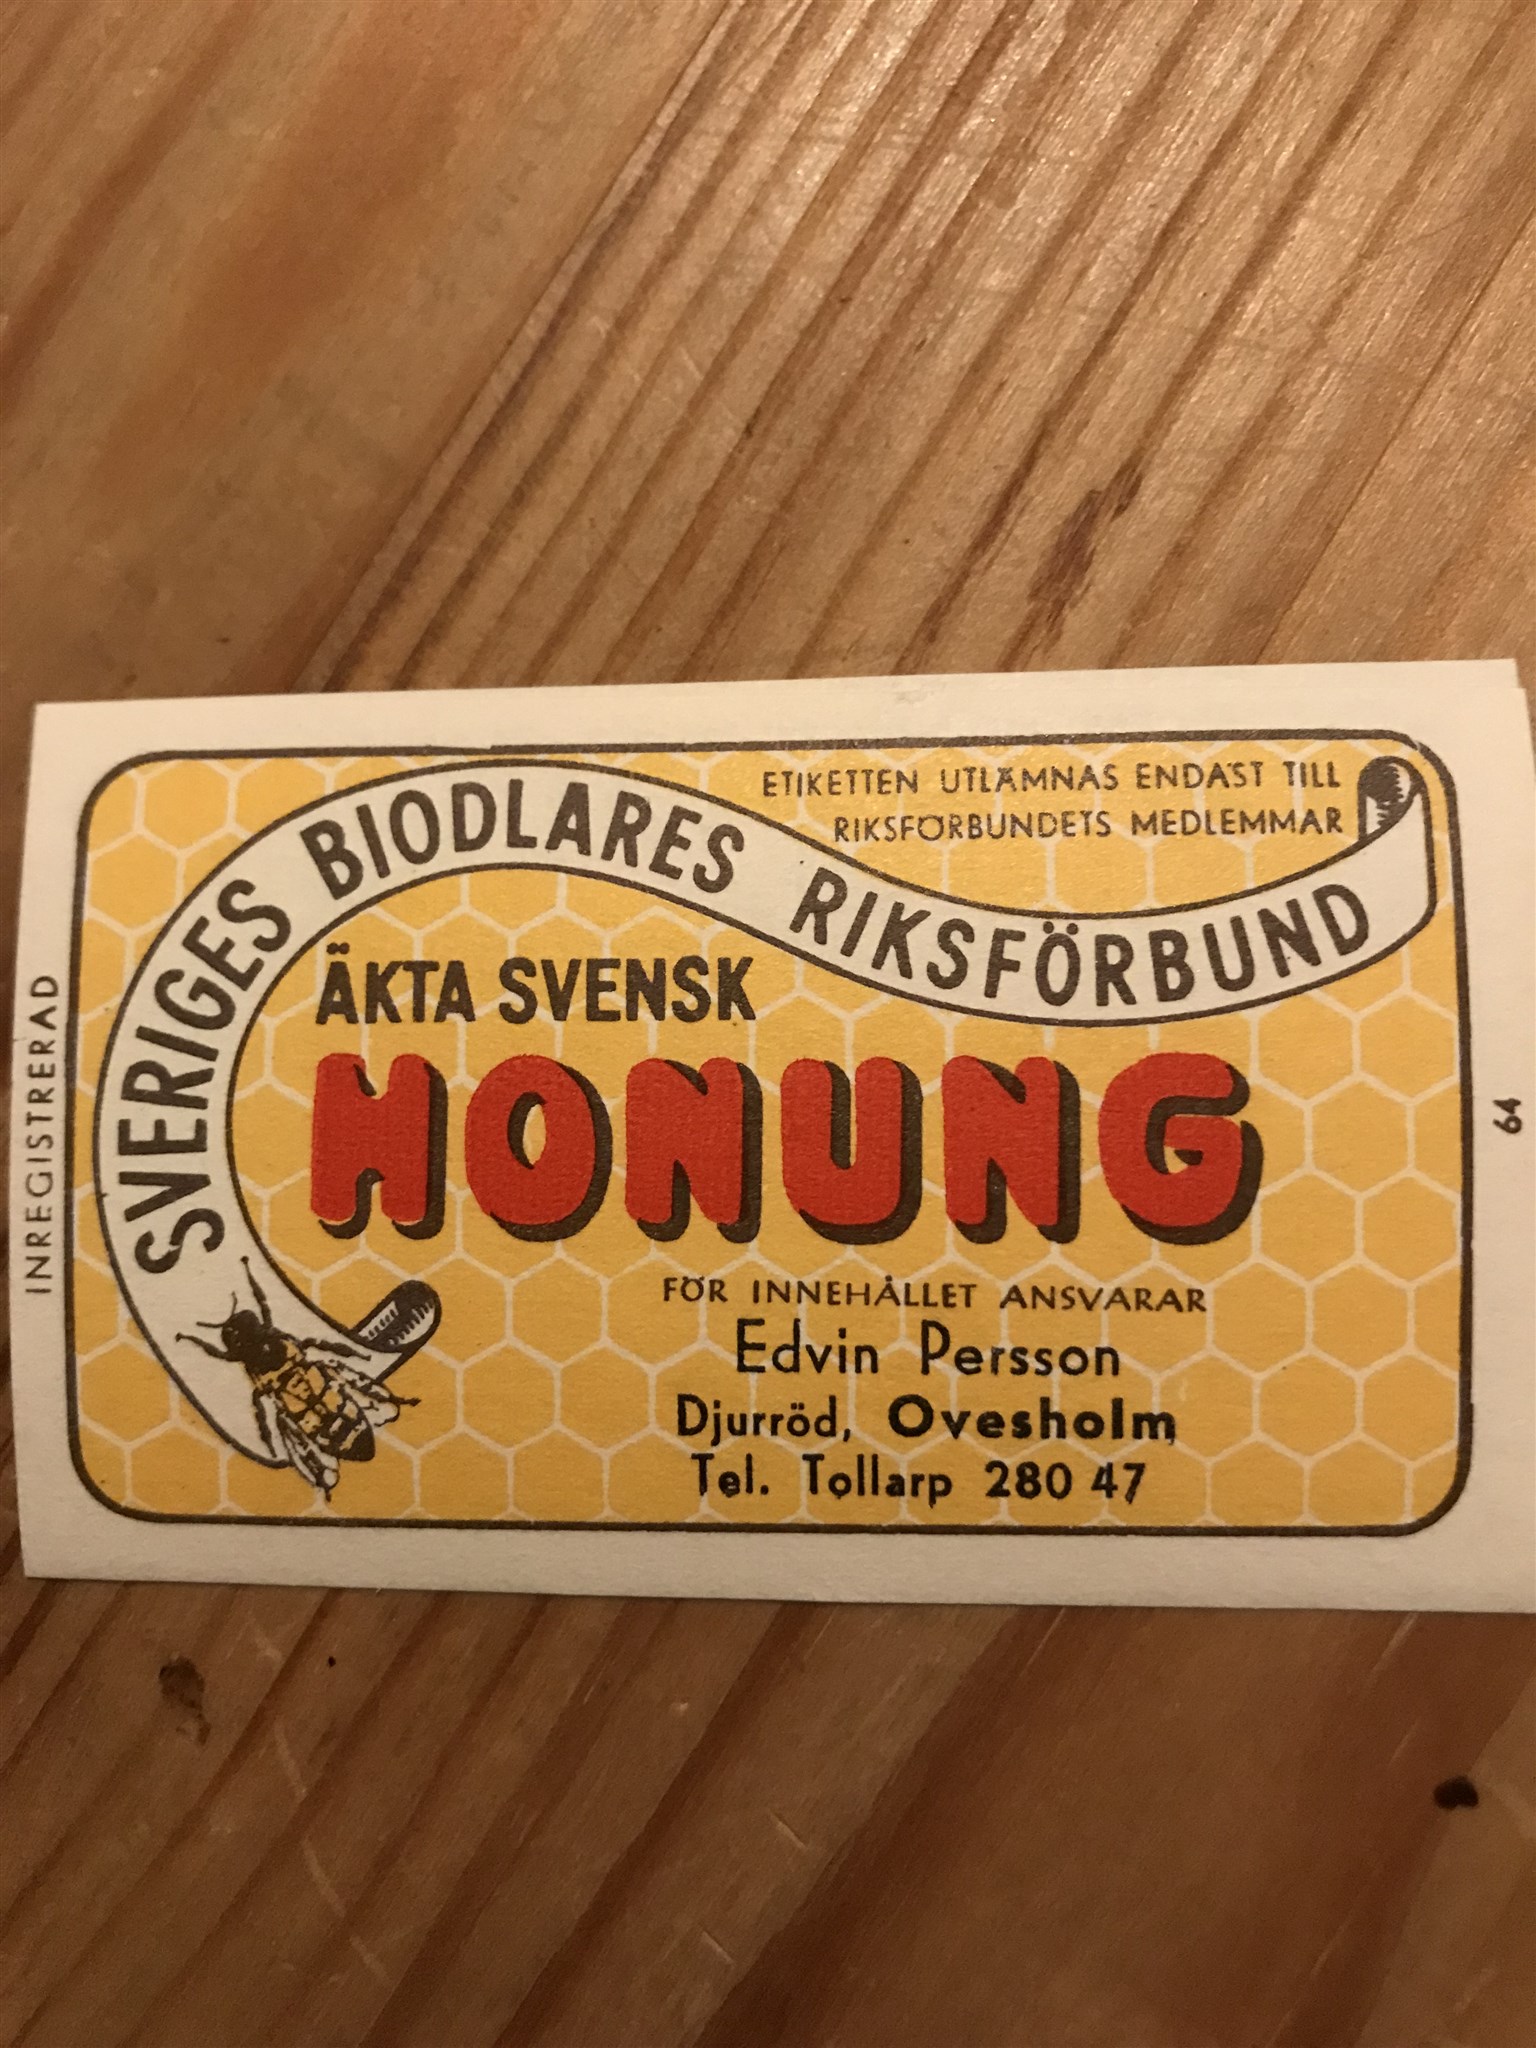 ETIKETTEN UTLÄMNAS ENDAST TILL
RIKSFÖRBUNDETS MEDLEMMAR
SVERIGES BIODLARES RIKSFÖRBUND
ÄKTA SVENSK
HONUNG
FÖR INNEHÅLLET ANSVARAR
Edvin Persson
Djurröd, Ovesholm
Tel. Tollarp 280 47
INREGISTRERAD
64